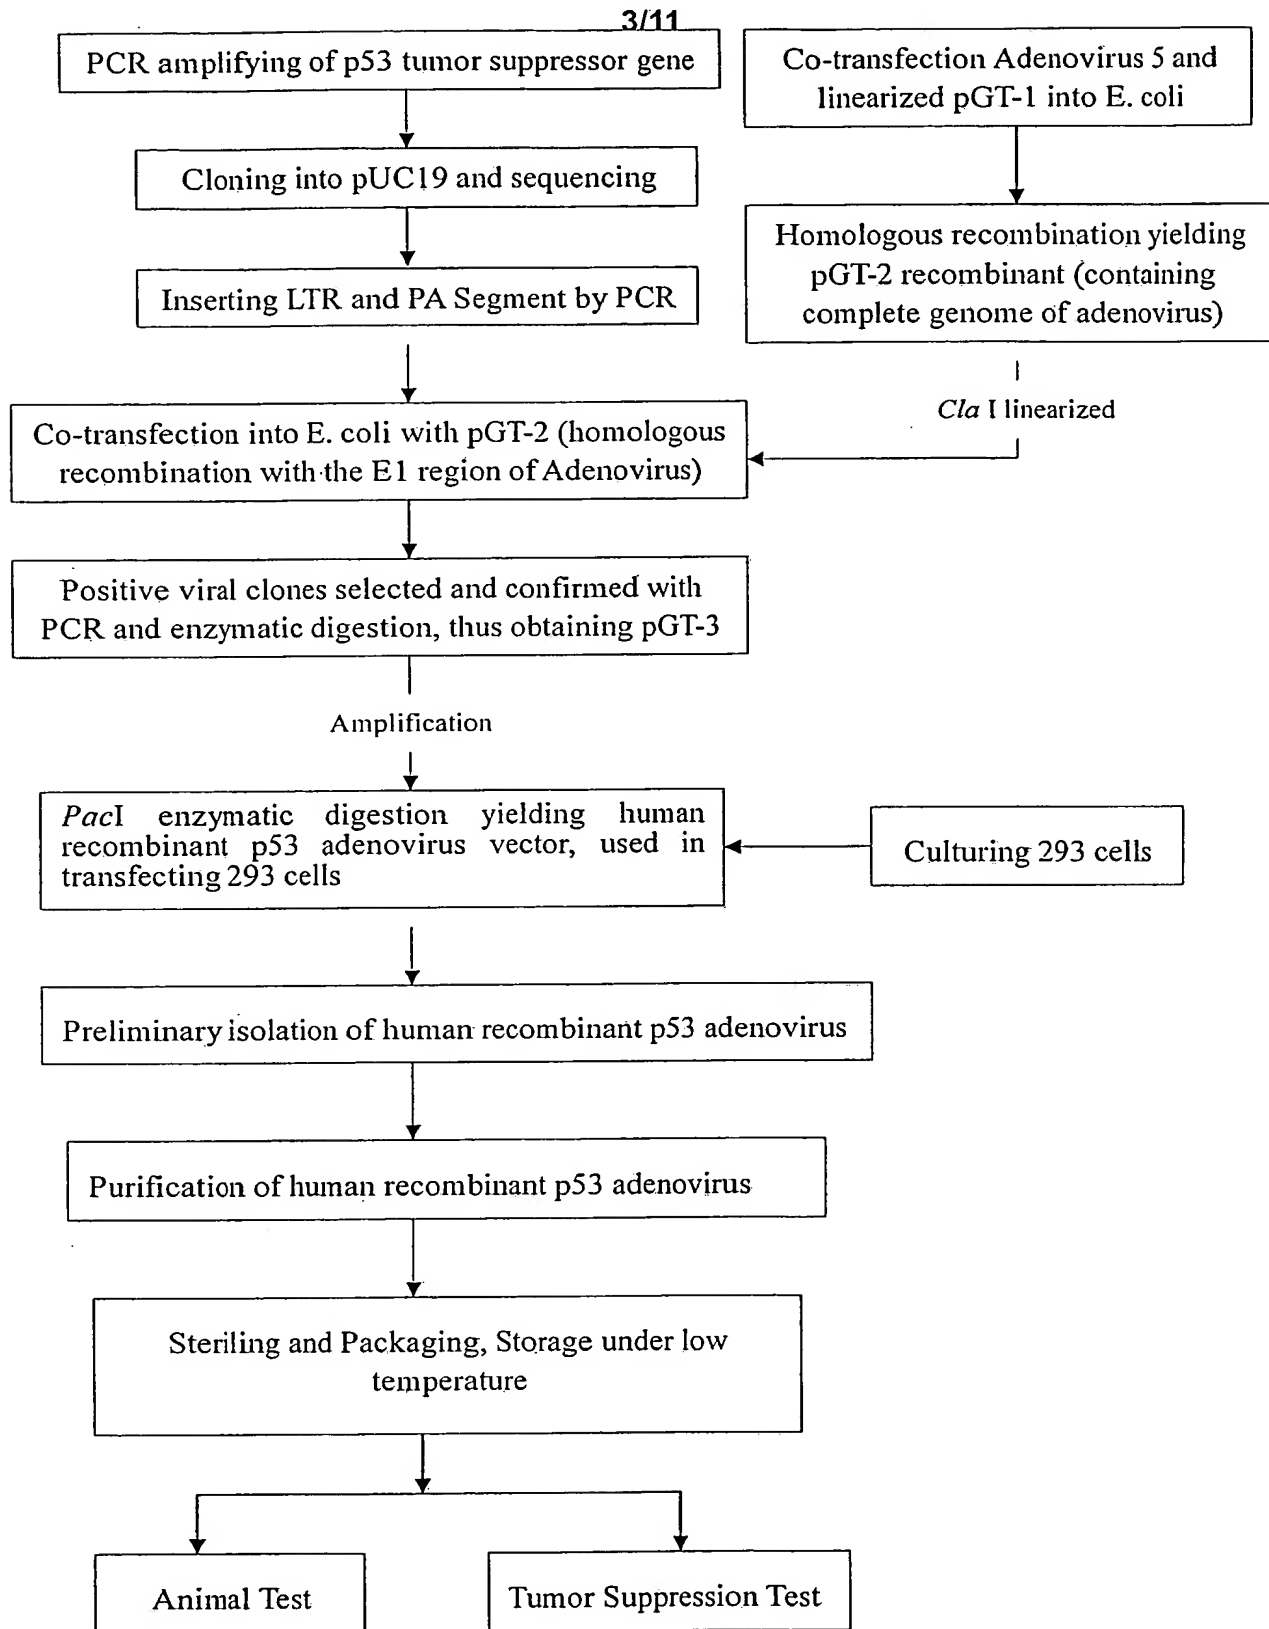 3/11
PCR amplifying of p53 tumor suppressor gene
Co-transfection Adenovirus 5 and
linearized pGT-1 into E. coli
Cloning into pUC19 and sequencing
Homologous recombination yielding
pGT-2 recombinant (containing
complete genome of adenovirus)
Inserting LTR and PA Segment by PCR
Cla I linearized
Co-transfection into E. coli with pGT-2 (homologous
recombination with the E1 region of Adenovirus)
Positive viral clones selected and confirmed with
PCR and enzymatic digestion, thus obtaining pGT-3
Amplification
PacI enzymatic digestion yielding human
recombinant p53 adenovirus vector, used in
transfecting 293 cells
Culturing 293 cells
Preliminary isolation of human recombinant p53 adenovirus
Purification of human recombinant p53 adenovirus
Steriling and Packaging, Storage under low
temperature
Animal Test
Tumor Suppression Test